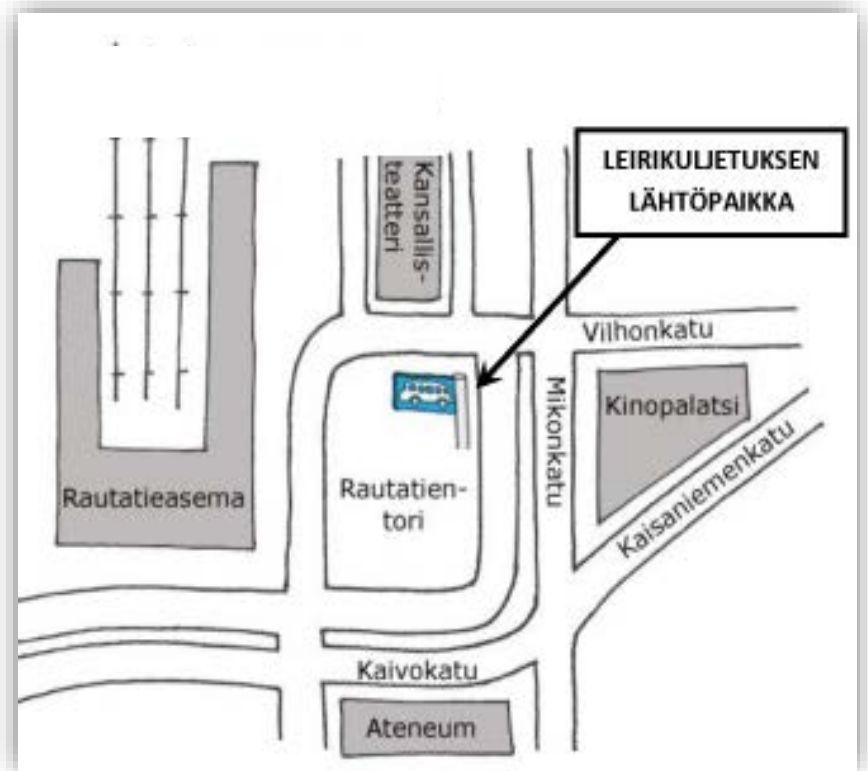 LEIRIKULJETUKSEN
LÄHTÖPAIKKA
Kansallis-
teatteri
Vilhonkatu
Mikonkatu
Kinopalatsi
Kaisaniemenkatu
Rautatieasema
Rautatien-
tori
Kaivokatu
Ateneum